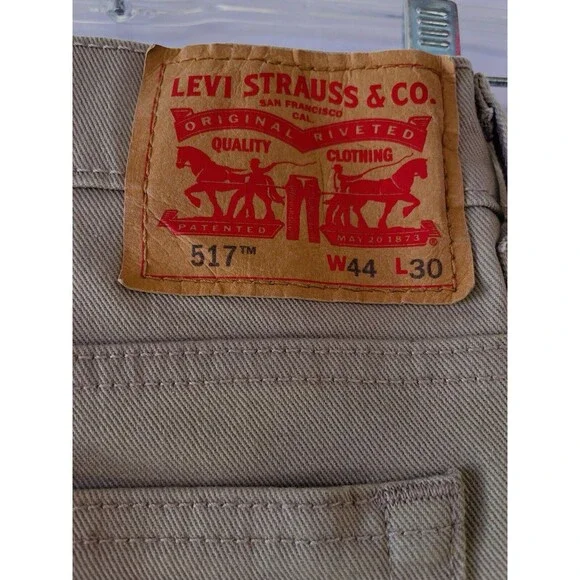 LEVI STRAUSS & CO.
SAN FRANCISCO
CAL.
ORIGINAL RIVETED
QUALITY CLOTHING
PATENTED MAY 20 1873 ®
517™ W44 L30